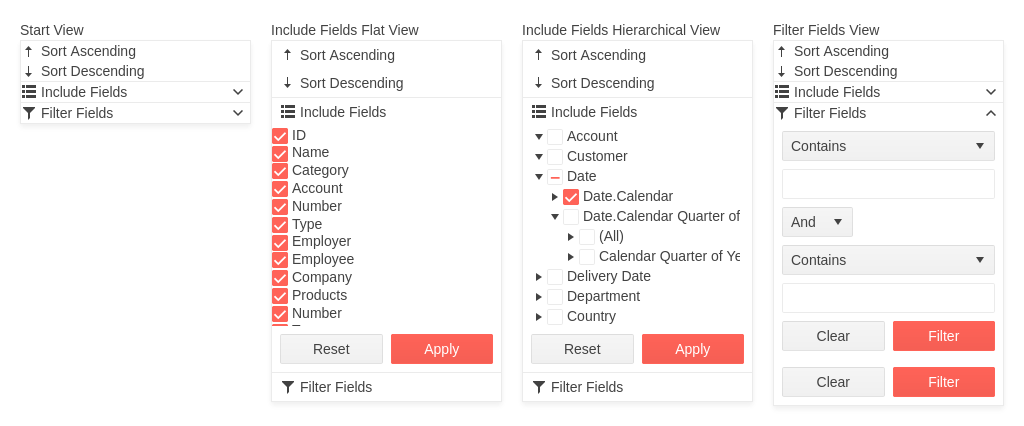 Start View
Sort Ascending
Sort Descending
Include Fields
Filter Fields
Include Fields Flat View
Sort Ascending
Sort Descending
Include Fields
ID
Name
Category
Account
Number
Type
Employer
Employee
Company
Products
Number
Reset Apply
Filter Fields
Include Fields Hierarchical View
Sort Ascending
Sort Descending
Include Fields
Account
Customer
Date
Date.Calendar
Date.Calendar Quarter of
(All)
Calendar Quarter of Ye
Delivery Date
Department
Country
Reset Apply
Filter Fields
Filter Fields View
Sort Ascending
Sort Descending
Include Fields
Filter Fields
Contains
And
Contains
Clear Filter
Clear Filter